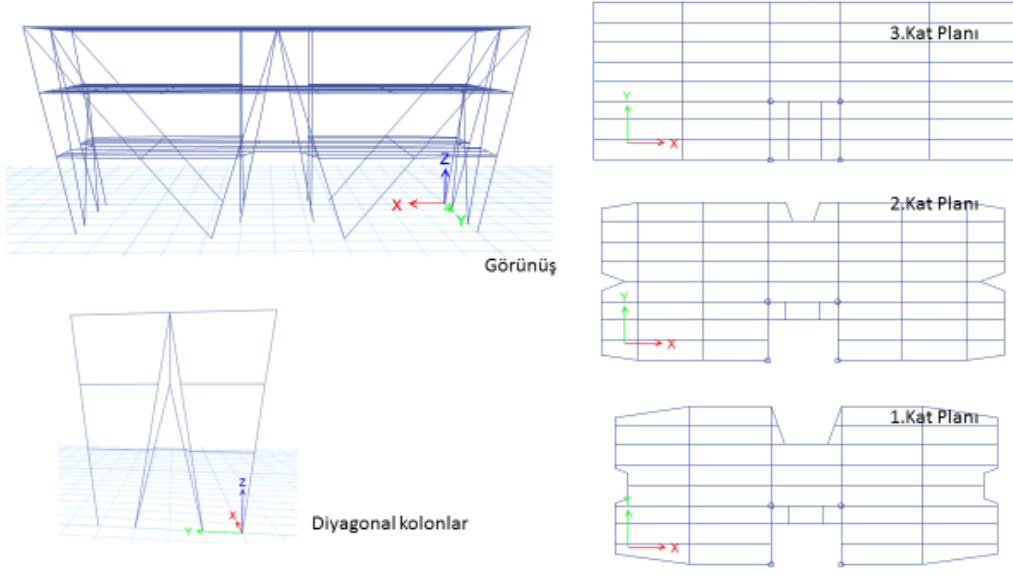 3.Kat Planı
Y
X
Z
X
Y
Görünüş
2.Kat Planı
Y
X
1.Kat Planı
Y
X
Z
X
Y
Diyagonal kolonlar